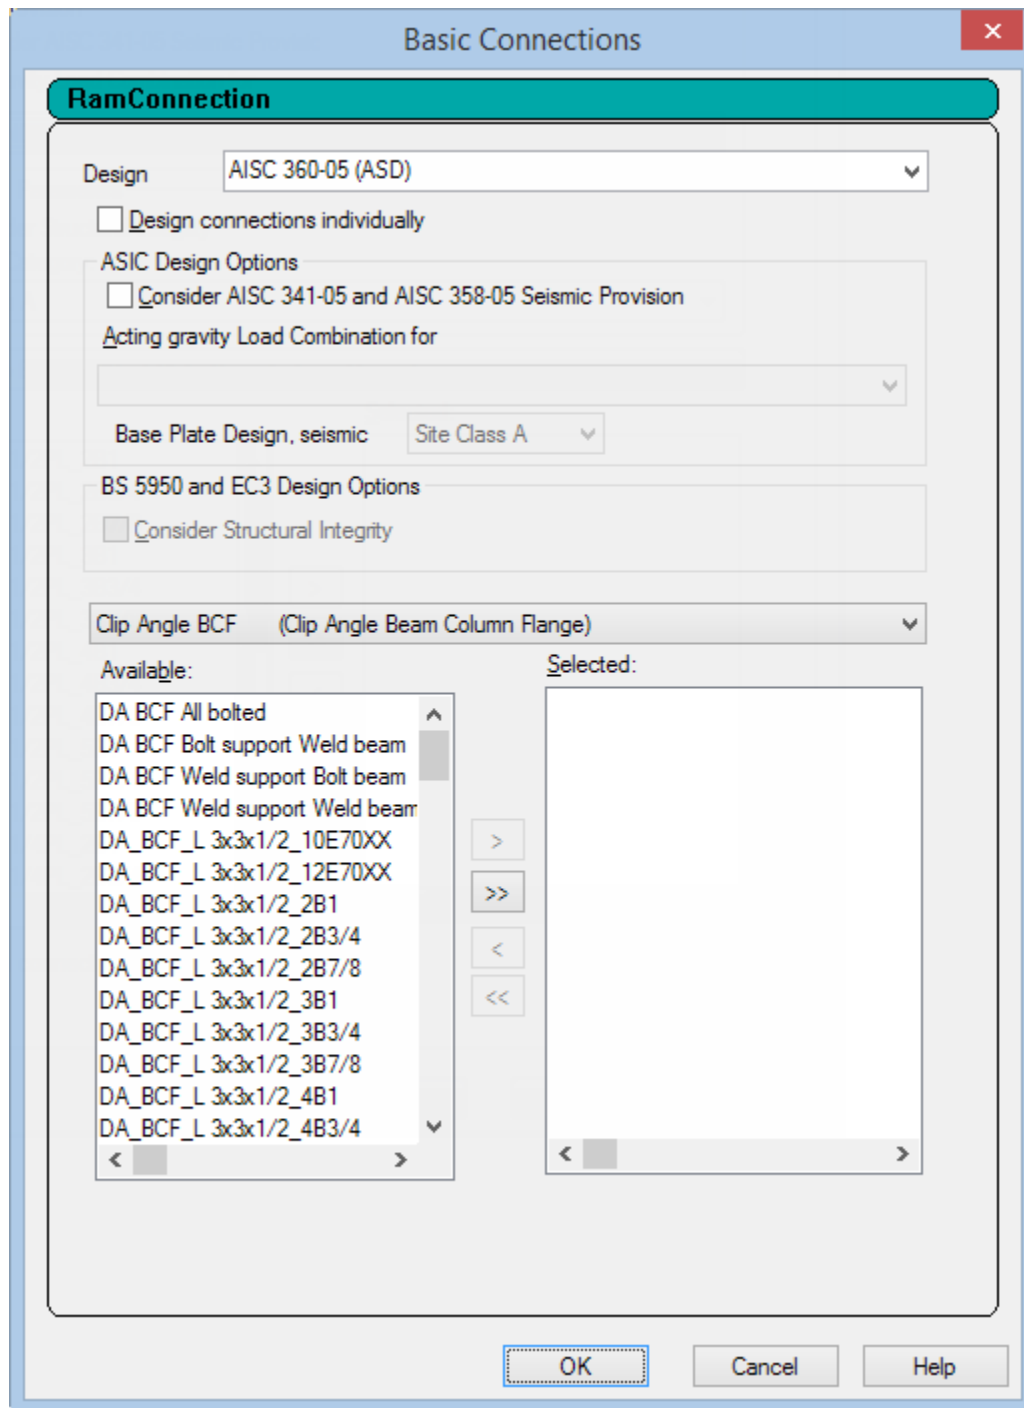 Basic Connections
RamConnection
Design AISC 360-05 (ASD)
Design connections individually
ASIC Design Options
Consider AISC 341-05 and AISC 358-05 Seismic Provision
Acting gravity Load Combination for
Base Plate Design, seismic Site Class A
BS 5950 and EC3 Design Options
Consider Structural Integrity
Clip Angle BCF (Clip Angle Beam Column Flange)
Available:
DA BCF All bolted
DA BCF Bolt support Weld beam
DA BCF Weld support Bolt beam
DA BCF Weld support Weld beam
DA_BCF_L 3x3x1/2_10E70XX
DA_BCF_L 3x3x1/2_12E70XX
DA_BCF_L 3x3x1/2_2B1
DA_BCF_L 3x3x1/2_2B3/4
DA_BCF_L 3x3x1/2_2B7/8
DA_BCF_L 3x3x1/2_3B1
DA_BCF_L 3x3x1/2_3B3/4
DA_BCF_L 3x3x1/2_3B7/8
DA_BCF_L 3x3x1/2_4B1
DA_BCF_L 3x3x1/2_4B3/4
>
>>
<
<<
Selected:
OK Cancel Help